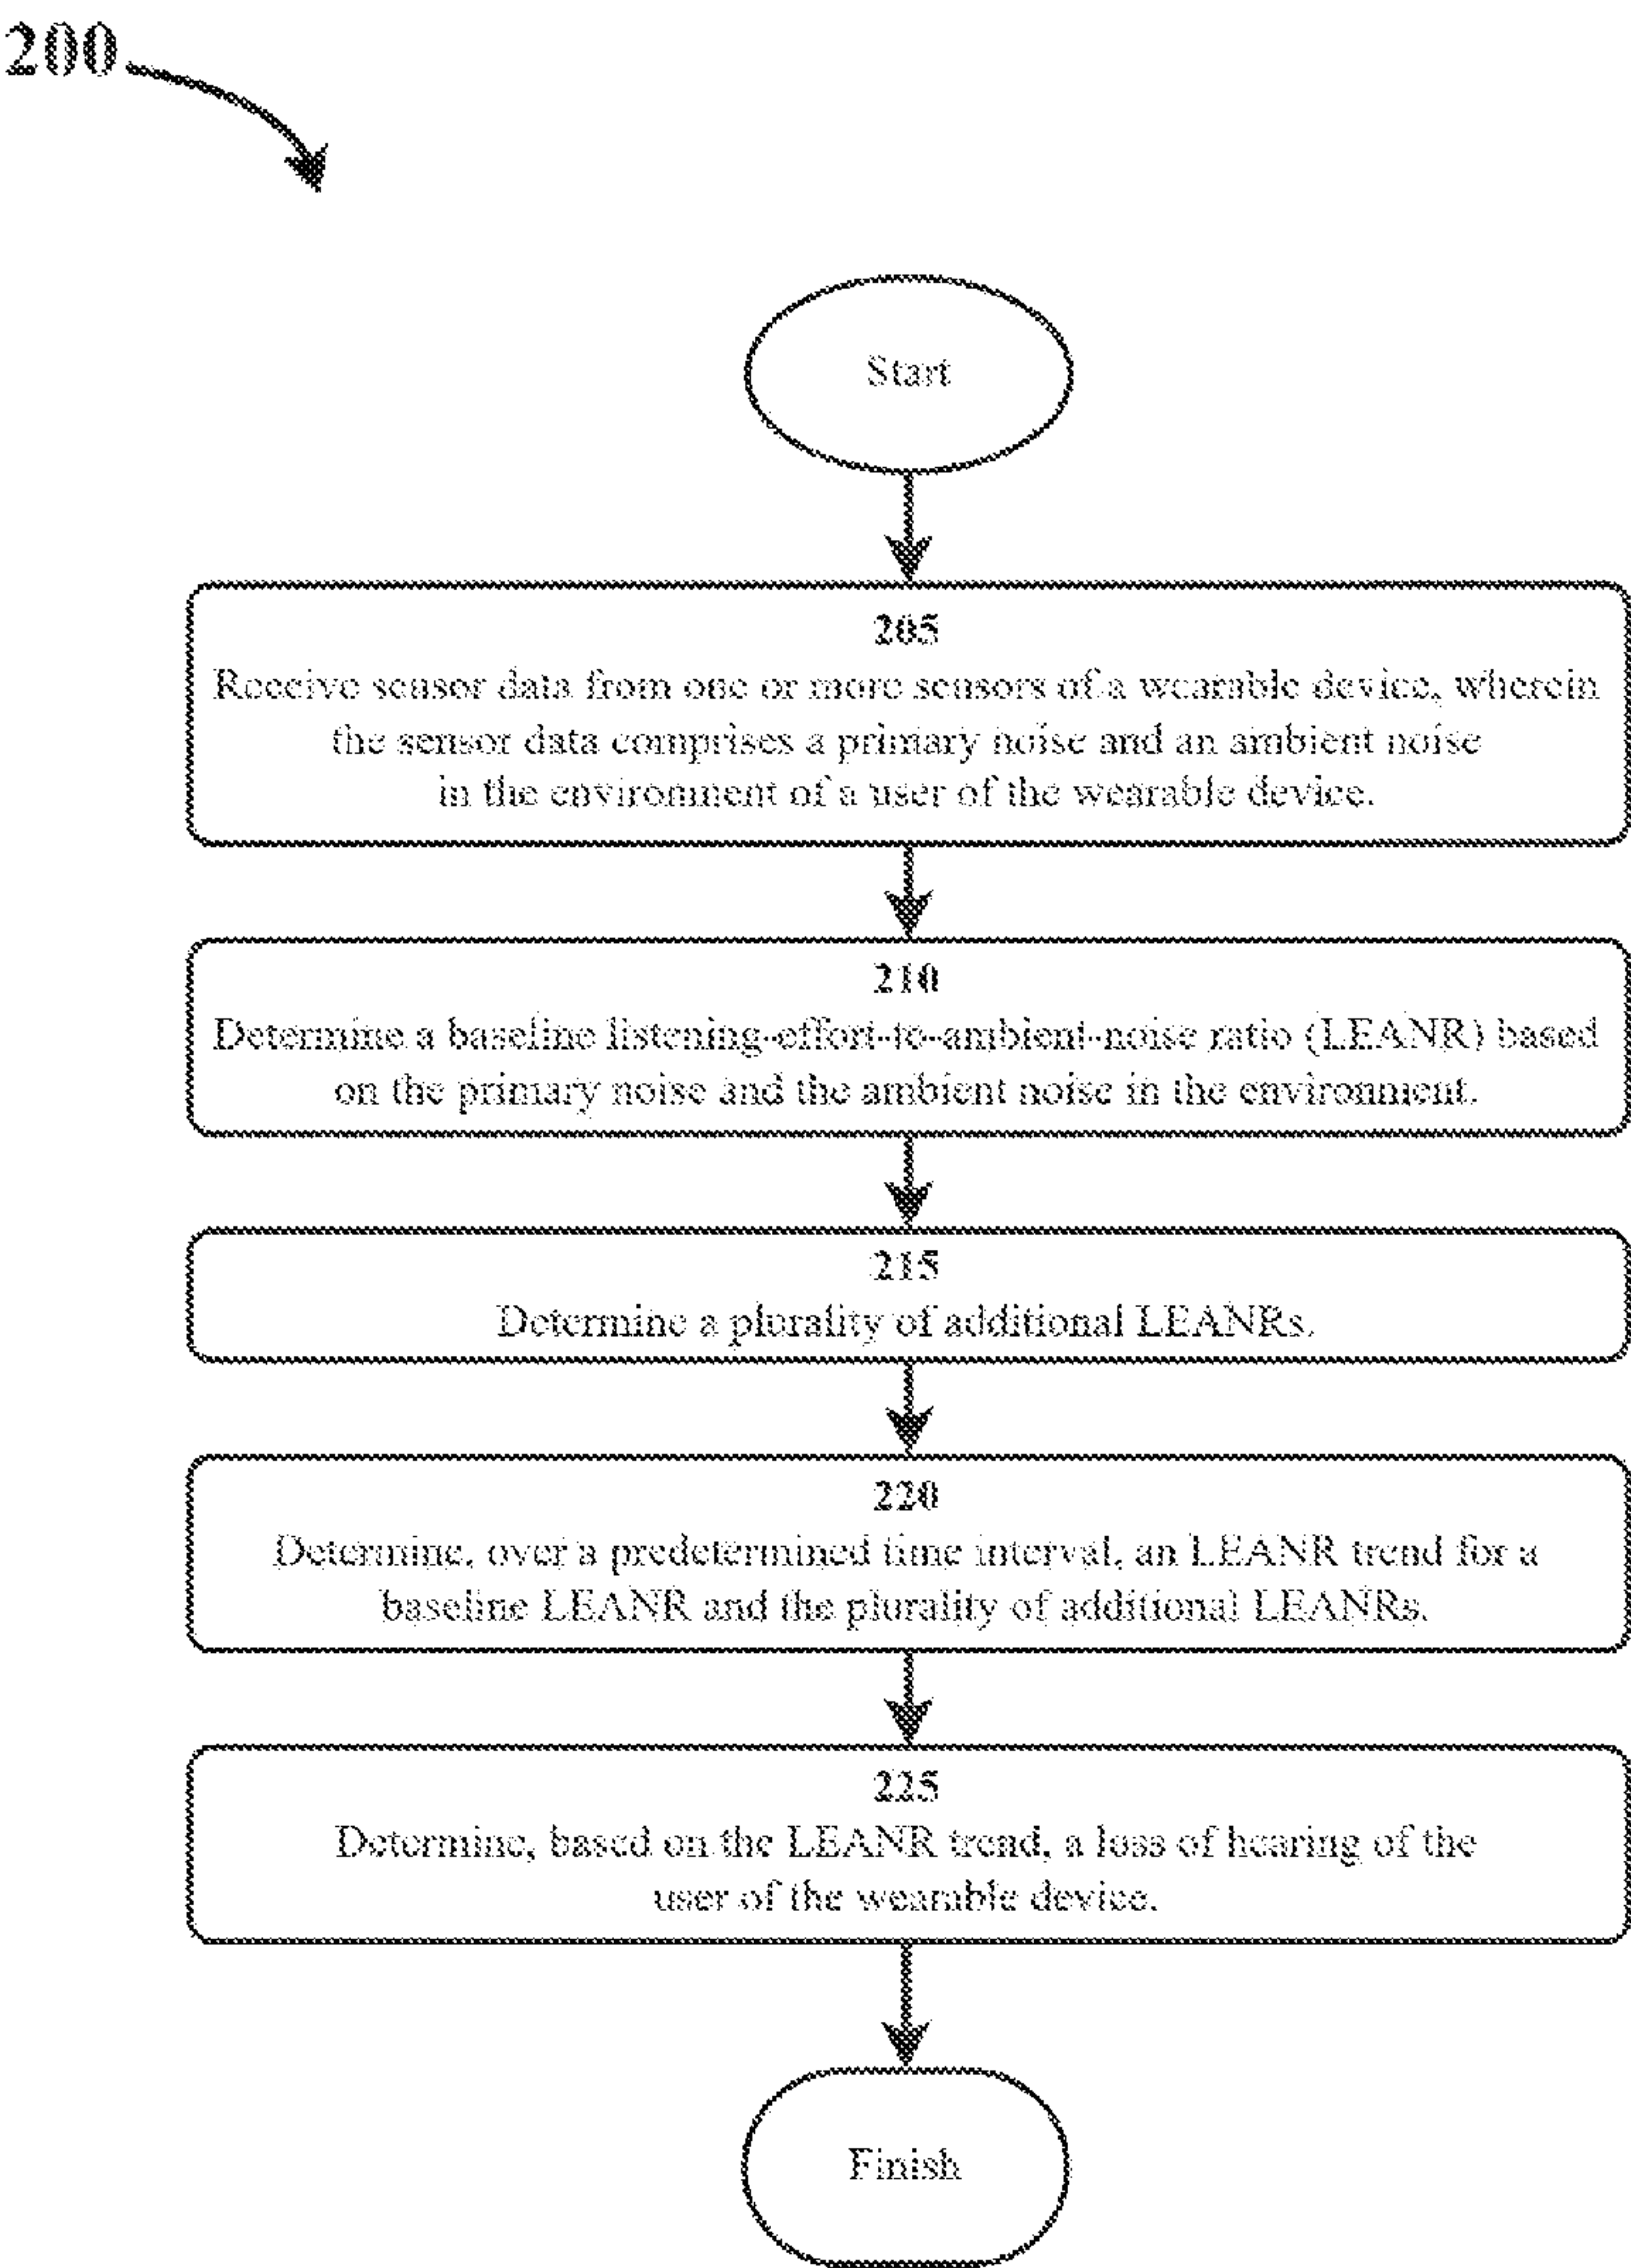 200
Start
205
Receive sensor data from one or more sensors of a wearable device, wherein
the sensor data comprises a primary noise and an ambient noise
in the environment of a user of the wearable device.
210
Determine a baseline listening-effort-to-ambient-noise ratio (LEANR) based
on the primary noise and the ambient noise in the environment.
215
Determine a plurality of additional LEANRs.
220
Determine, over a predetermined time interval, an LEANR trend for a
baseline LEANR and the plurality of additional LEANRs.
225
Determine, based on the LEANR trend, a loss of hearing of the
user of the wearable device.
Finish